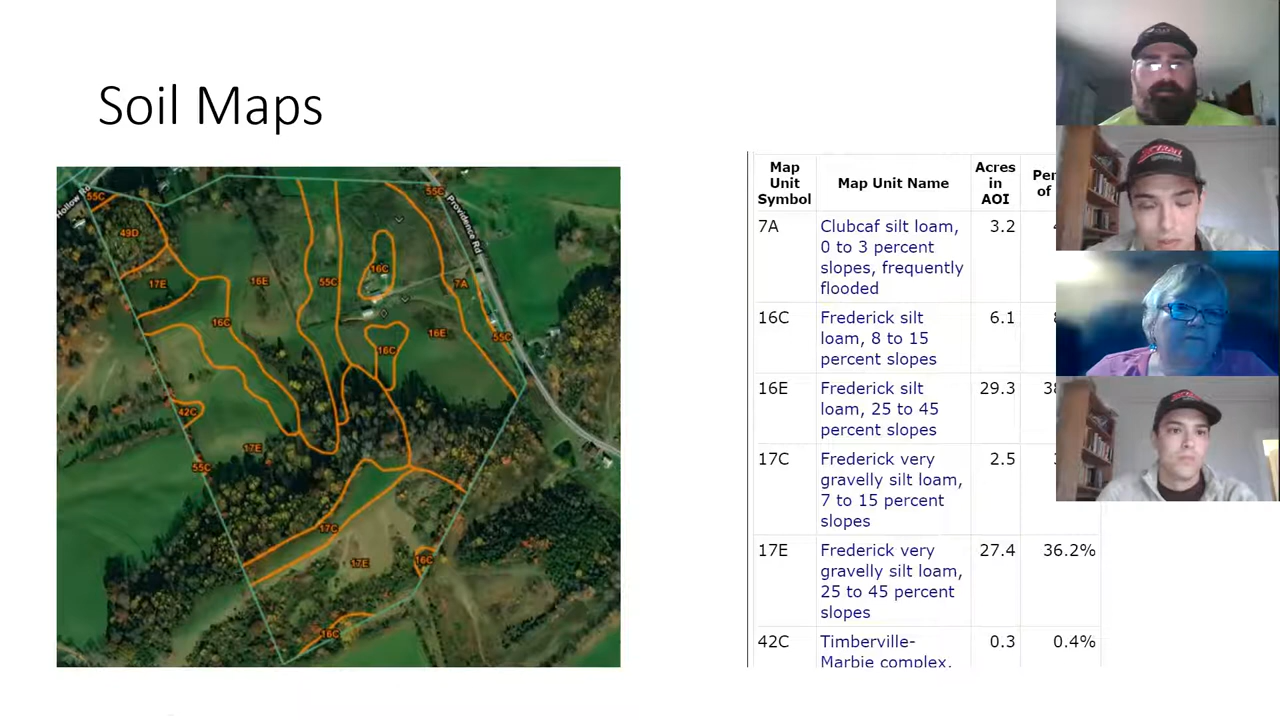 Soil Maps
Hollow Rd
55C
55C
Providence Rd
49D
17E
16E
55C
16C
7A
16C
16E
55C
16C
42C
17E
55C
17C
17E
16C
16C
Map Unit Symbol
Map Unit Name
Acres in AOI
of
7A
Clubcaf silt loam,
0 to 3 percent
slopes, frequently
flooded
3.2
16C
Frederick silt
loam, 8 to 15
percent slopes
6.1
16E
Frederick silt
loam, 25 to 45
percent slopes
29.3
17C
Frederick very
gravelly silt loam,
7 to 15 percent
slopes
2.5
17E
Frederick very
gravelly silt loam,
25 to 45 percent
slopes
27.4
36.2%
42C
Timberville-
Marbie complex,
0.3
0.4%